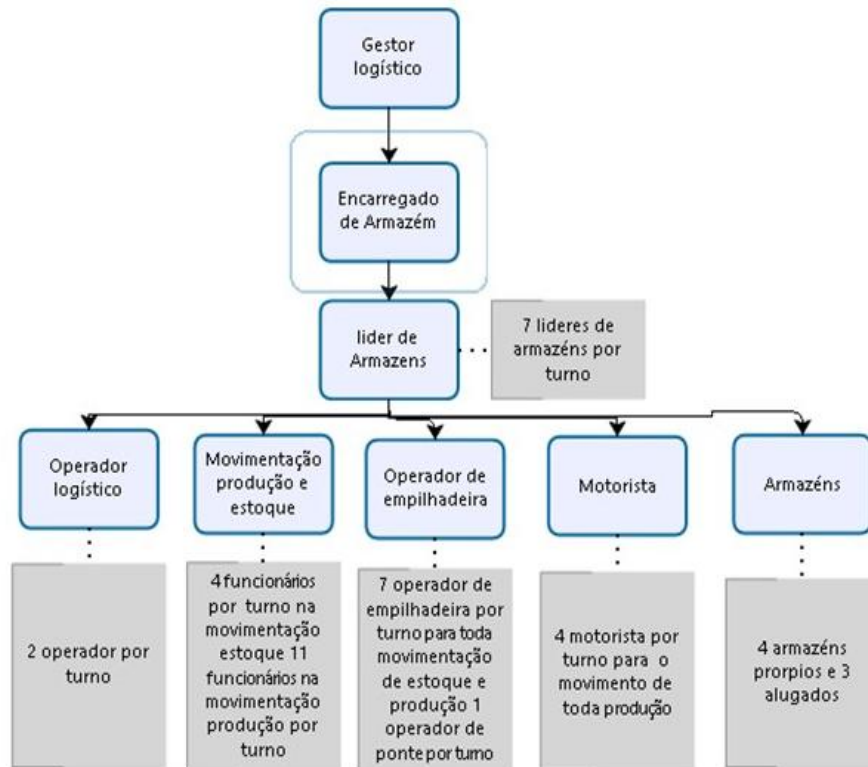 Gestor
logístico
Encarregado
de Armazém
lider de
Armazens
7 lideres de
armazéns por
turno
Operador
logístico
Movimentação
produção e
estoque
Operador de
empilhadeira
Motorista
Armazéns
2 operador por
turno
4 funcionários
por turno na
movimentação
estoque 11
funcionários na
movimentação
produção por
turno
7 operador de
empilhadeira por
turno para toda
movimentação
de estoque e
produção 1
operador de
ponte por turno
4 motorista por
turno para o
movimento de
toda produção
4 armazéns
prorpios e 3
alugados